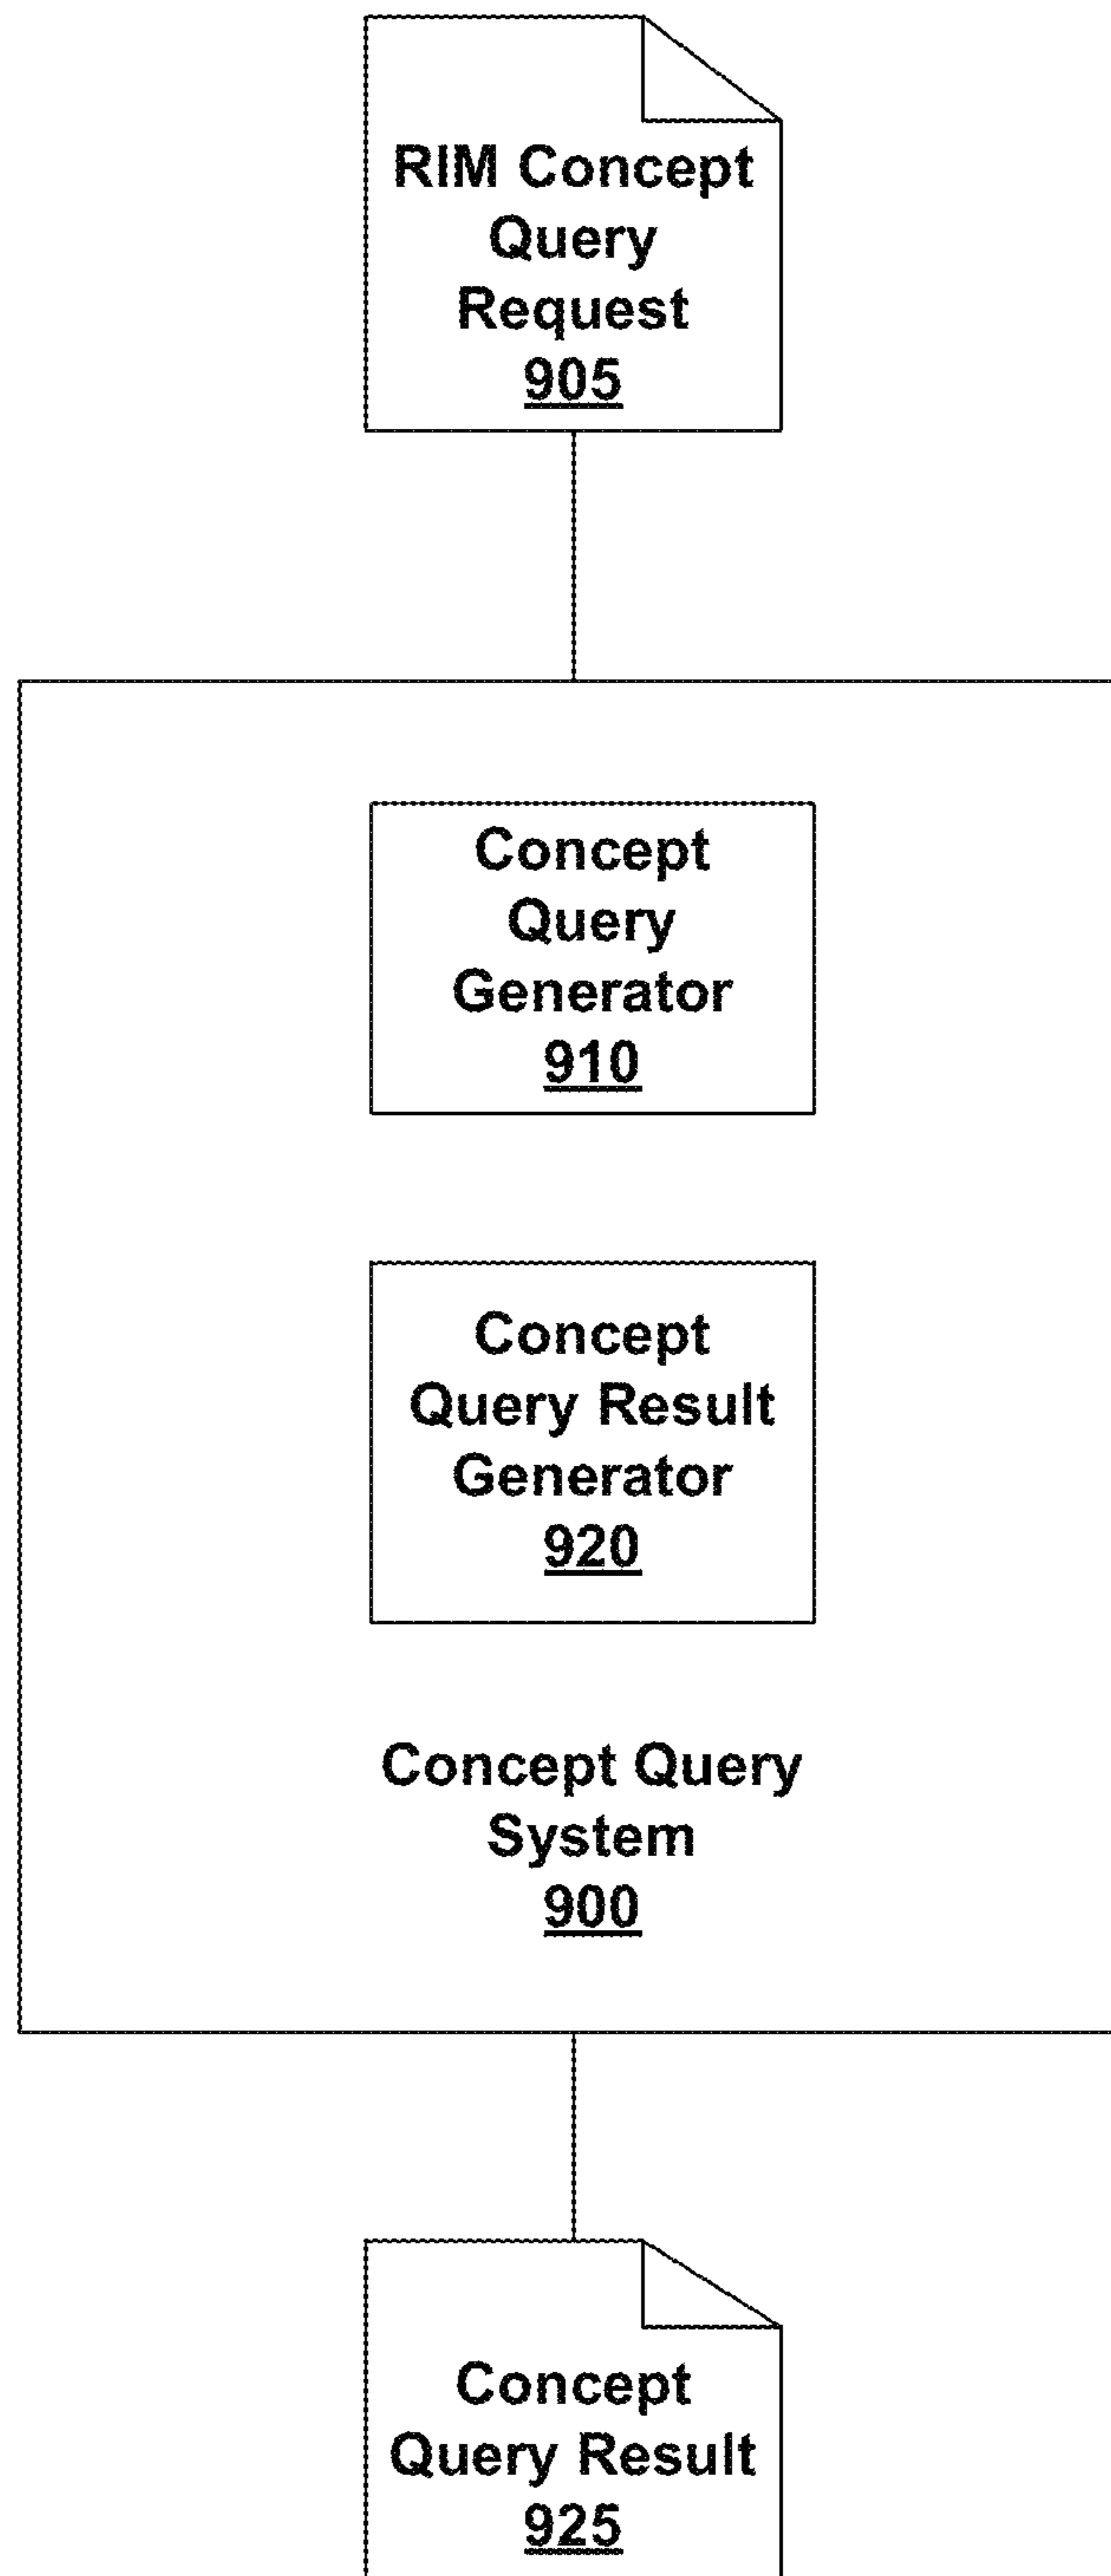 RIM Concept
Query
Request
905
Concept
Query
Generator
910
Concept
Query Result
Generator
920
Concept Query
System
900
Concept
Query Result
925